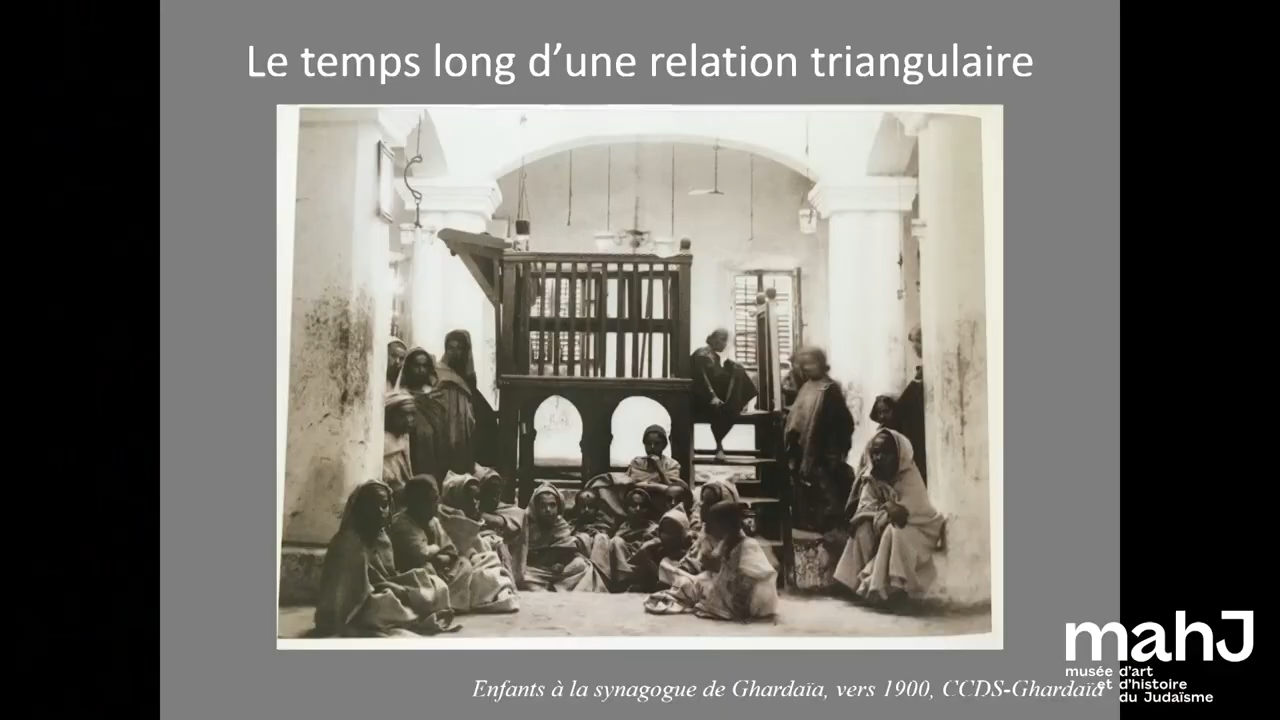 Le temps long d’une relation triangulaire
Enfants à la synagogue de Ghardaïa, vers 1900, CCDS-Ghardaïa
mahJ
musée d’art
et d’histoire
du Judaïsme